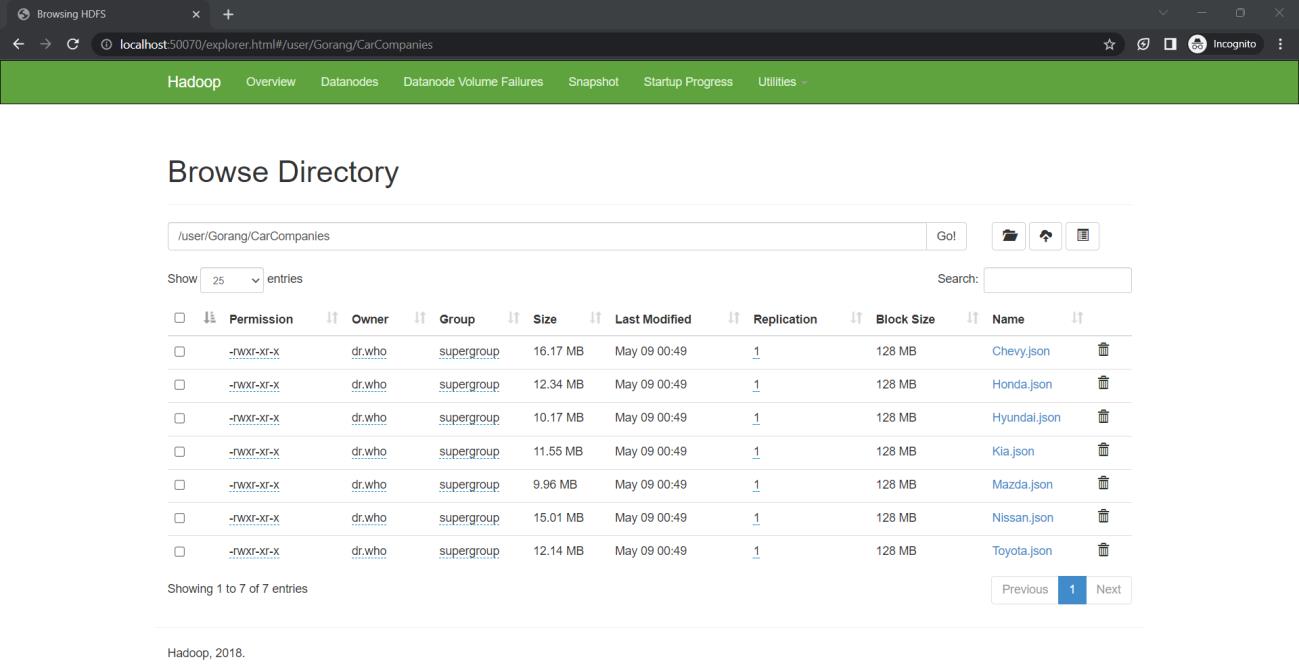 Browsing HDFS
localhost:50070/explorer.html#/user/Gorang/CarCompanies
Incognito
Hadoop Overview Datanodes Datanode Volume Failures Snapshot Startup Progress Utilities
Browse Directory
/user/Gorang/CarCompanies Go!
Show 25 entries Search:
Permission Owner Group Size Last Modified Replication Block Size Name
-rwxr-xr-x dr.who supergroup 16.17 MB May 09 00:49 1 128 MB Chevy.json
-rwxr-xr-x dr.who supergroup 12.34 MB May 09 00:49 1 128 MB Honda.json
-rwxr-xr-x dr.who supergroup 10.17 MB May 09 00:49 1 128 MB Hyundai.json
-rwxr-xr-x dr.who supergroup 11.55 MB May 09 00:49 1 128 MB Kia.json
-rwxr-xr-x dr.who supergroup 9.96 MB May 09 00:49 1 128 MB Mazda.json
-rwxr-xr-x dr.who supergroup 15.01 MB May 09 00:49 1 128 MB Nissan.json
-rwxr-xr-x dr.who supergroup 12.14 MB May 09 00:49 1 128 MB Toyota.json
Showing 1 to 7 of 7 entries Previous 1 Next
Hadoop, 2018.